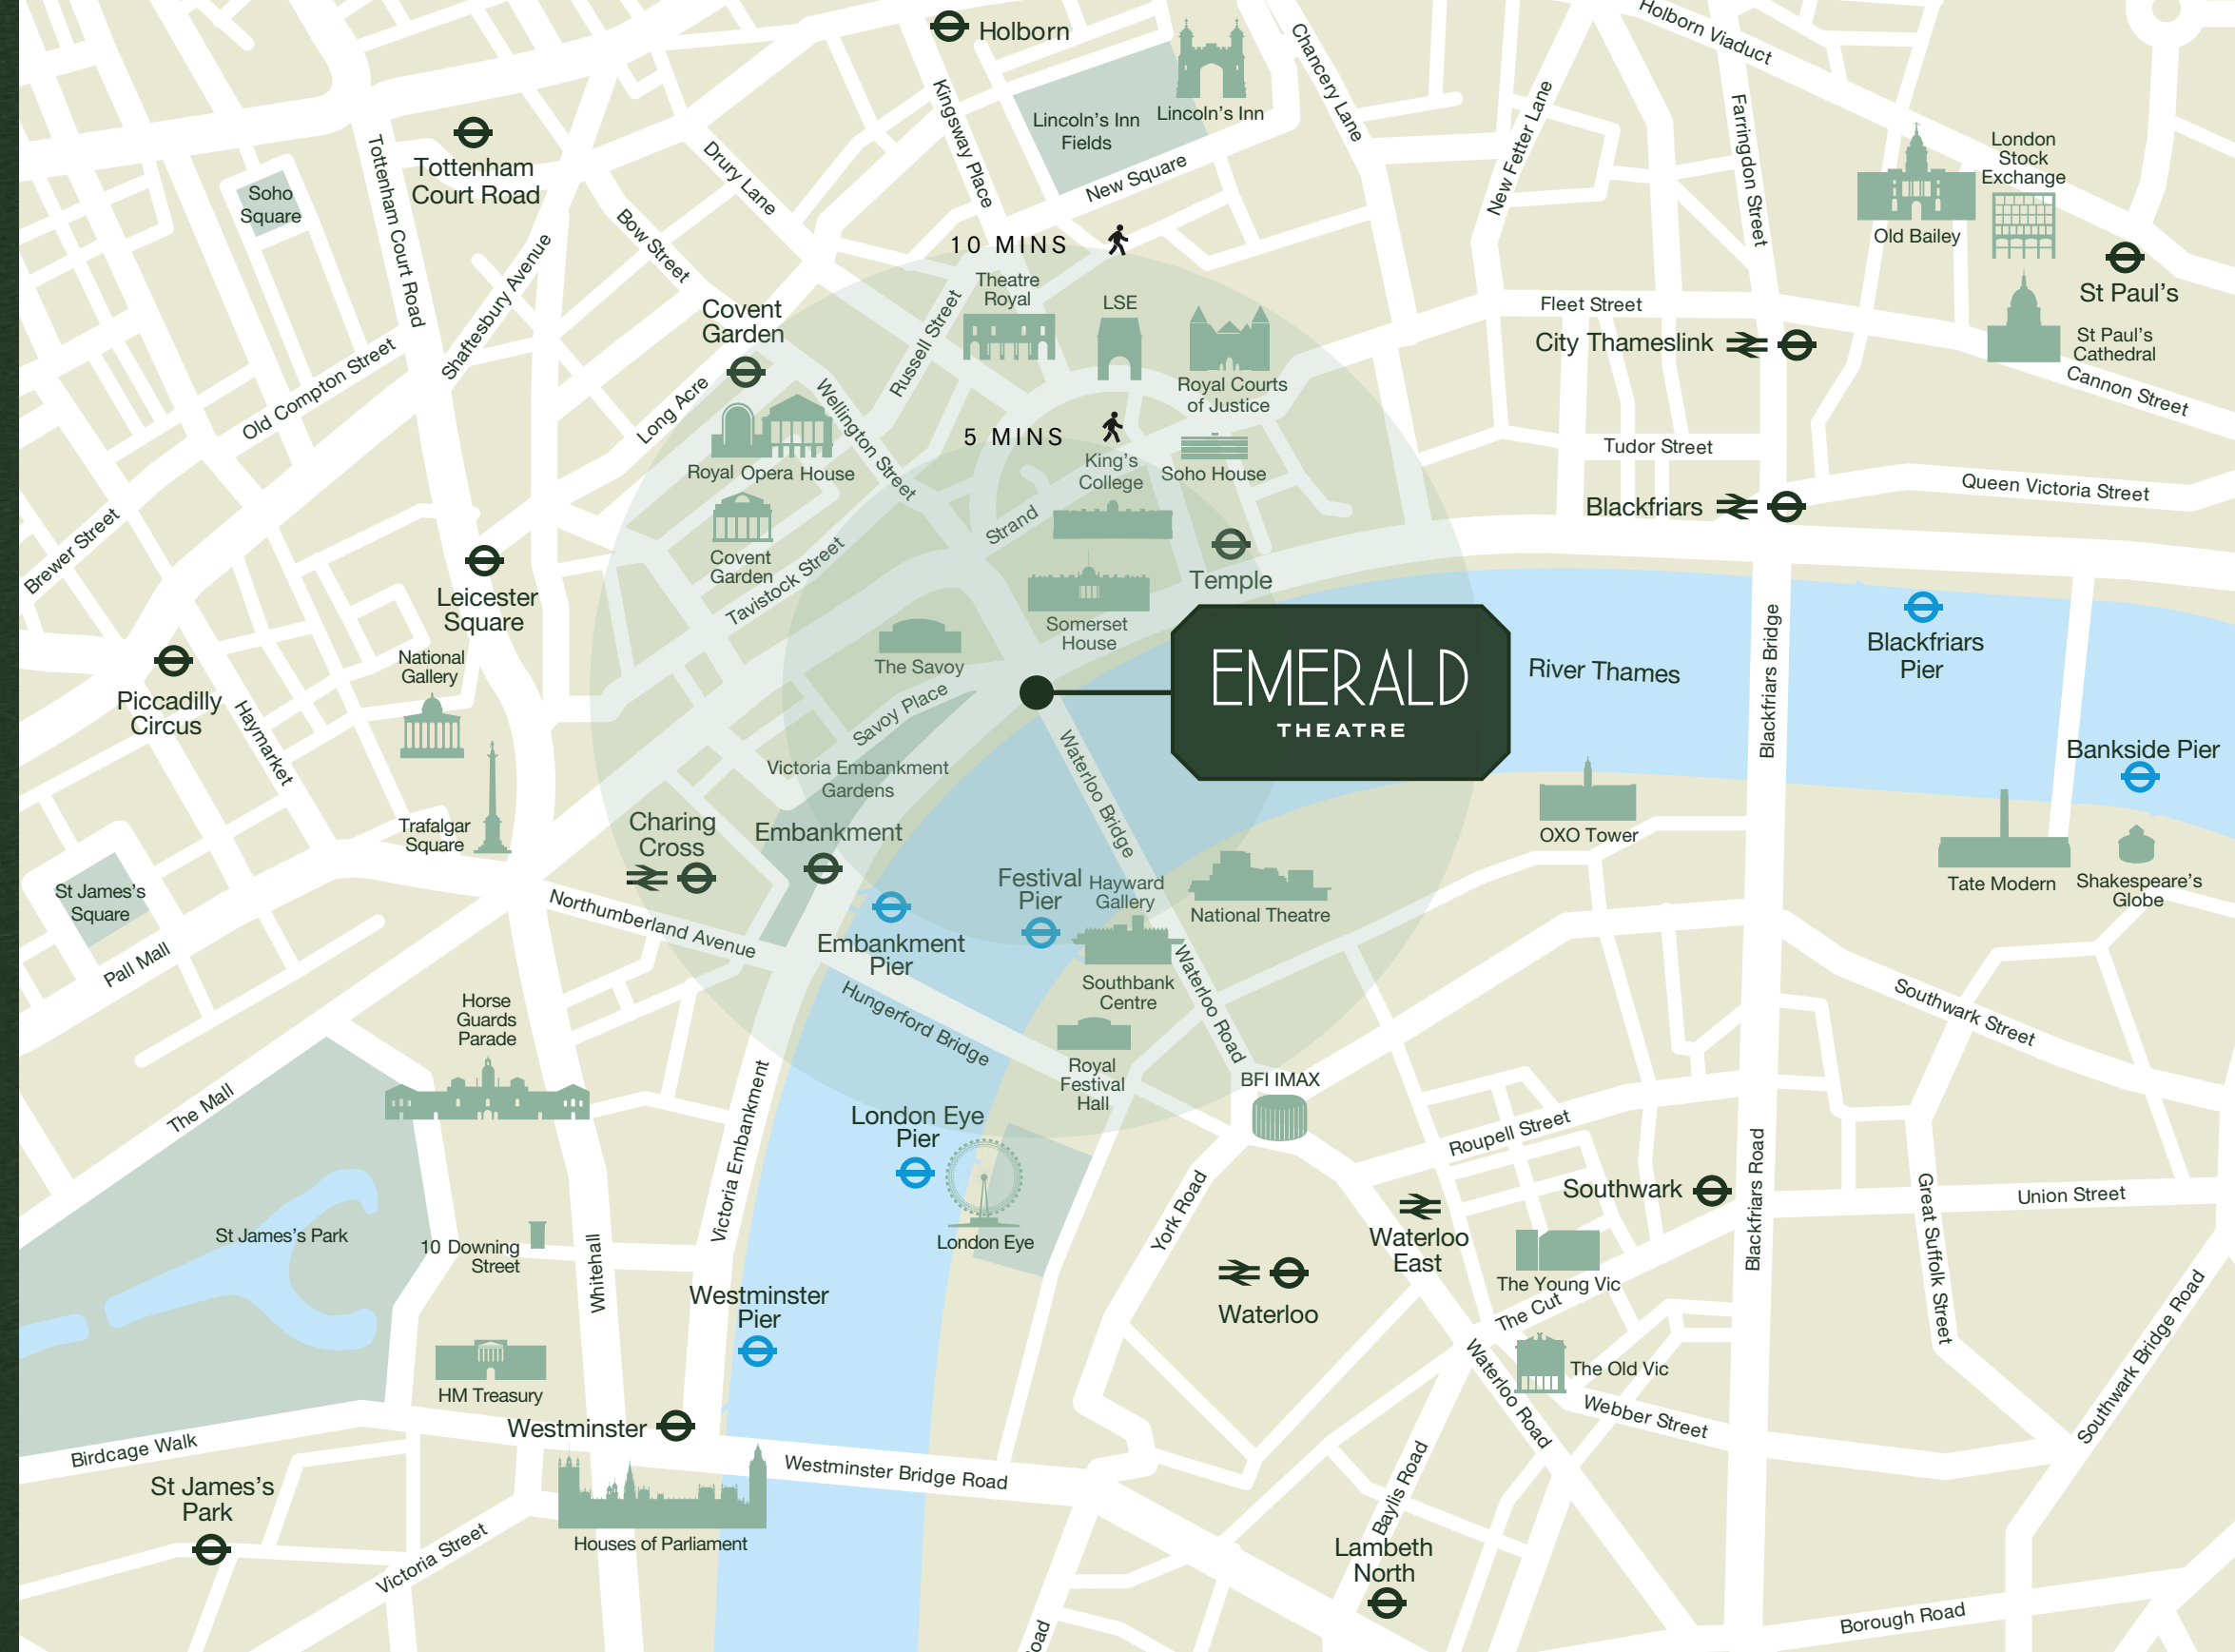 Holborn
Holborn Viaduct
Lincoln's Inn
Lincoln's Inn
Fields
Chancery Lane
New Fetter Lane
Farringdon Street
Kingsway Place
New Square
Tottenham
Court Road
Tottenham Court Road
Soho
Square
Drury Lane
Bow Street
Shaftesbury Avenue
Old Compton Street
London
Stock
Exchange
Old Bailey
St Paul's
St Paul's
Cathedral
Cannon Street
Fleet Street
City Thameslink
Tudor Street
Blackfriars
Queen Victoria Street
10 MINS
Theatre
Royal
LSE
Royal Courts
of Justice
Russell Street
Covent
Garden
Long Acre
Wellington Street
Royal Opera House
5 MINS
King's
College
Soho House
Strand
Covent
Garden
Tavistock Street
Temple
Somerset
House
The Savoy
Savoy Place
Brewer Street
Leicester
Square
National
Gallery
Piccadilly
Circus
Haymarket
Trafalgar
Square
EMERALD
THEATRE
River Thames
Blackfriars Bridge
Blackfriars
Pier
Bankside Pier
Victoria Embankment
Gardens
Waterloo Bridge
Charing
Cross
Embankment
OXO Tower
Tate Modern
Shakespeare's
Globe
St James's
Square
Pall Mall
Northumberland Avenue
Embankment
Pier
Festival
Pier
Hayward
Gallery
National Theatre
Southbank
Centre
Waterloo Road
Hungerford Bridge
Royal
Festival
Hall
BFI IMAX
Southwark Street
Horse
Guards
Parade
The Mall
Victoria Embankment
London Eye
Pier
London Eye
York Road
Roupell Street
Southwark
Blackfriars Road
Union Street
Great Suffolk Street
Southwark Bridge Road
St James's Park
10 Downing
Street
Whitehall
Waterloo
East
Waterloo
The Young Vic
The Cut
The Old Vic
Waterloo Road
Webber Street
Westminster
Pier
HM Treasury
Westminster
Birdcage Walk
Westminster Bridge Road
Houses of Parliament
St James's
Park
Victoria Street
Baylis Road
Lambeth
North
Borough Road
oad